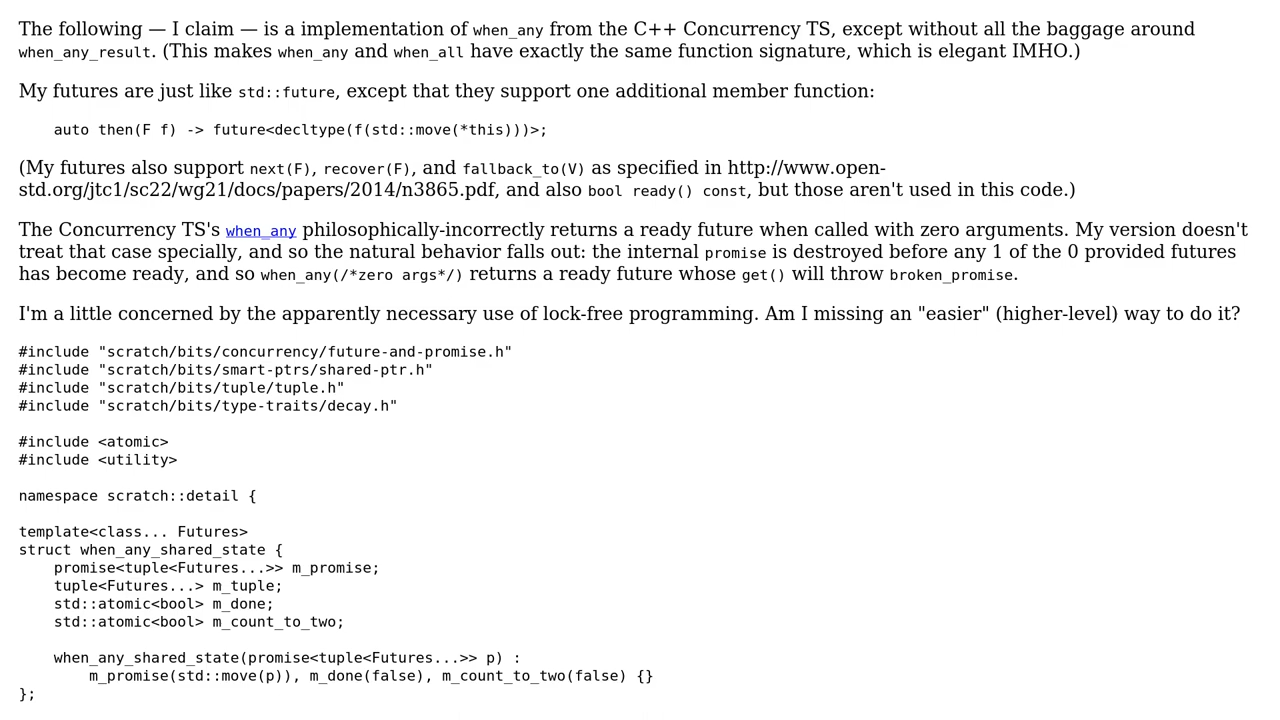 The following — I claim — is a implementation of when_any from the C++ Concurrency TS, except without all the baggage around
when_any_result. (This makes when_any and when_all have exactly the same function signature, which is elegant IMHO.)
My futures are just like std::future, except that they support one additional member function:
auto then(F f) -> future<decltype(f(std::move(*this)))>;
(My futures also support next(F), recover(F), and fallback_to(V) as specified in http://www.open-
std.org/jtc1/sc22/wg21/docs/papers/2014/n3865.pdf, and also bool ready() const, but those aren't used in this code.)
The Concurrency TS's when_any philosophically-incorrectly returns a ready future when called with zero arguments. My version doesn't
treat that case specially, and so the natural behavior falls out: the internal promise is destroyed before any 1 of the 0 provided futures
has become ready, and so when_any(/*zero args*/) returns a ready future whose get() will throw broken_promise.
I'm a little concerned by the apparently necessary use of lock-free programming. Am I missing an "easier" (higher-level) way to do it?
#include "scratch/bits/concurrency/future-and-promise.h"
#include "scratch/bits/smart-ptrs/shared-ptr.h"
#include "scratch/bits/tuple/tuple.h"
#include "scratch/bits/type-traits/decay.h"
#include <atomic>
#include <utility>
namespace scratch::detail {
template<class... Futures>
struct when_any_shared_state {
promise<tuple<Futures...>> m_promise;
tuple<Futures...> m_tuple;
std::atomic<bool> m_done;
std::atomic<bool> m_count_to_two;
when_any_shared_state(promise<tuple<Futures...>> p) :
m_promise(std::move(p)), m_done(false), m_count_to_two(false) {}
};